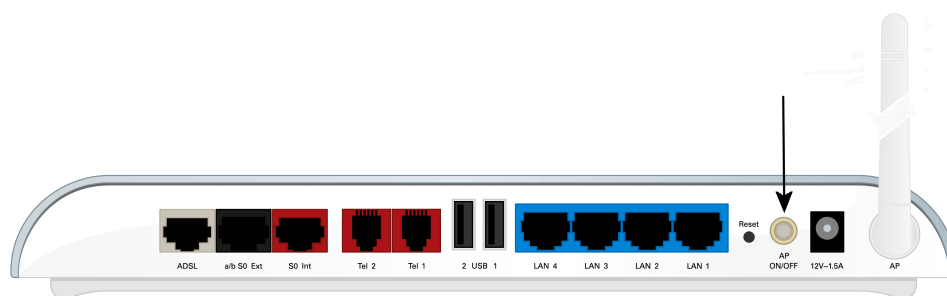 Reset
AP
ON/OFF
ADSL
a/b S0 Ext
S0 Int
Tel 2
Tel 1
2 USB 1
LAN 4
LAN 3
LAN 2
LAN 1
12V–1.5A
AP